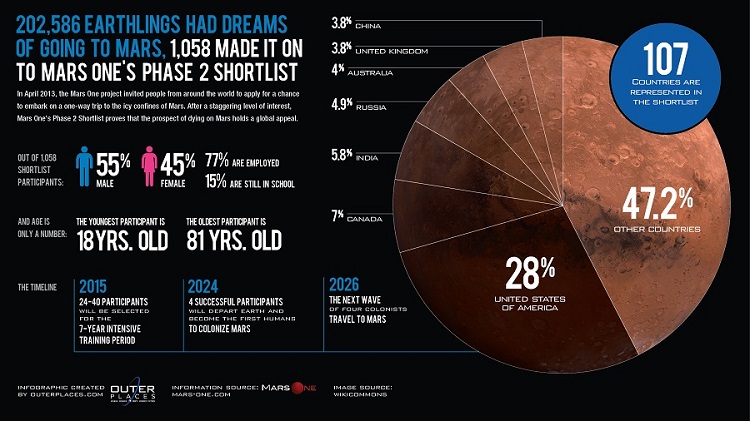 202,586 EARTHLINGS HAD DREAMS
OF GOING TO MARS, 1,058 MADE IT ON
TO MARS ONE'S PHASE 2 SHORTLIST
In April 2013, the Mars One project invited people from around the world to apply for a chance
to embark on a one-way trip to the icy confines of Mars. After a staggering level of interest,
Mars One's Phase 2 Shortlist proves that the prospect of dying on Mars holds a global appeal.
OUT OF 1,058
SHORTLIST
PARTICIPANTS:
55%
MALE
45%
FEMALE
77% ARE EMPLOYED
15% ARE STILL IN SCHOOL
AND AGE IS
ONLY A NUMBER:
THE YOUNGEST PARTICIPANT IS
18 YRS. OLD
THE OLDEST PARTICIPANT IS
81 YRS. OLD
THE TIMELINE
2015
24-40 PARTICIPANTS
WILL BE SELECTED
FOR THE
7-YEAR INTENSIVE
TRAINING PERIOD
2024
4 SUCCESSFUL PARTICIPANTS
WILL DEPART EARTH AND
BECOME THE FIRST HUMANS
TO COLONIZE MARS
2026
THE NEXT WAVE
OF FOUR COLONISTS
TRAVEL TO MARS
3.8% CHINA
3.8% UNITED KINGDOM
4% AUSTRALIA
4.9% RUSSIA
5.8% INDIA
7% CANADA
28%
UNITED STATES
OF AMERICA
47.2%
OTHER COUNTRIES
107
COUNTRIES ARE
REPRESENTED IN
THE SHORTLIST
INFOGRAPHIC CREATED
BY OUTERPLACES.COM
OUTER
PLACES
INFORMATION SOURCE:
MARS-ONE.COM
MARS ONE
IMAGE SOURCE:
WIKICOMMONS